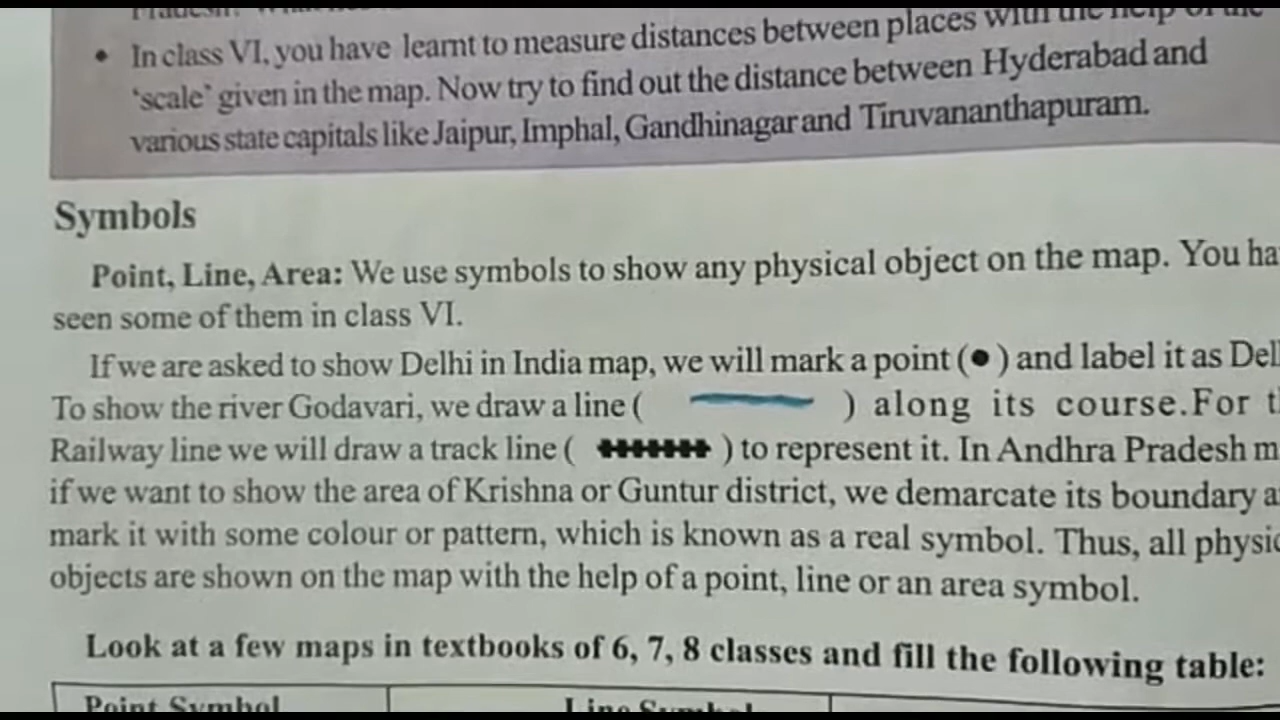 • In class VI, you have learnt to measure distances between places with the help of the
‘scale’ given in the map. Now try to find out the distance between Hyderabad and
various state capitals like Jaipur, Imphal, Gandhinagar and Tiruvananthapuram.
Symbols
Point, Line, Area: We use symbols to show any physical object on the map. You ha
seen some of them in class VI.
If we are asked to show Delhi in India map, we will mark a point (●) and label it as Del
To show the river Godavari, we draw a line ( ) along its course.For t
Railway line we will draw a track line ( ) to represent it. In Andhra Pradesh m
if we want to show the area of Krishna or Guntur district, we demarcate its boundary a
mark it with some colour or pattern, which is known as a real symbol. Thus, all physic
objects are shown on the map with the help of a point, line or an area symbol.
Look at a few maps in textbooks of 6, 7, 8 classes and fill the following table:
Point Symbol Line Symbol